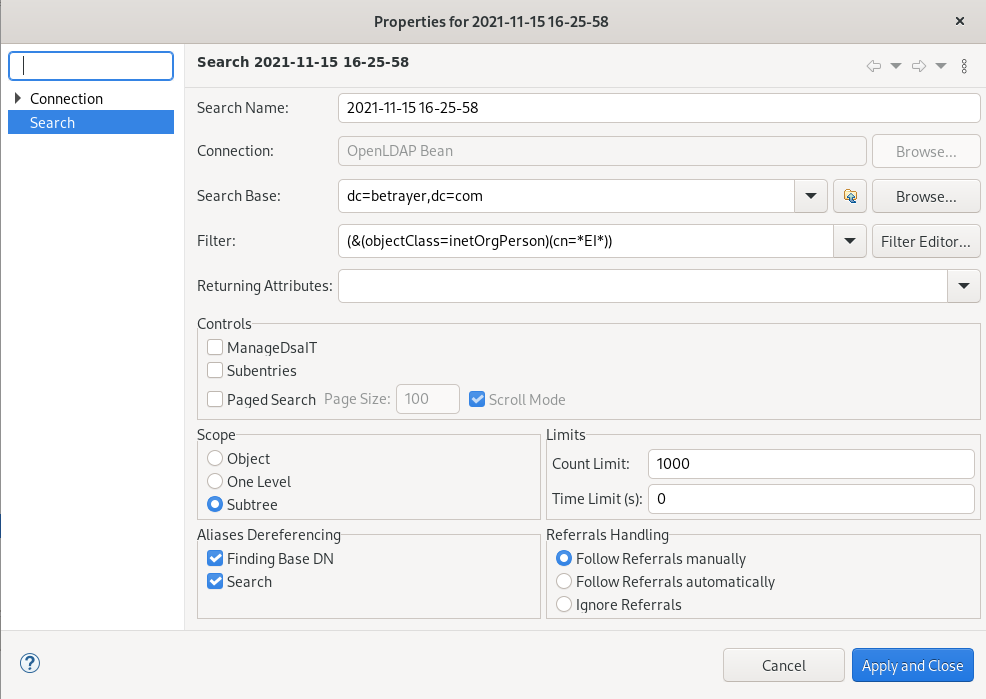 Properties for 2021-11-15 16-25-58
Connection
Search
Search 2021-11-15 16-25-58
Search Name: 2021-11-15 16-25-58
Connection: OpenLDAP Bean Browse...
Search Base: dc=betrayer,dc=com Browse...
Filter: (&(objectClass=inetOrgPerson)(cn=*EI*)) Filter Editor...
Returning Attributes:
Controls
ManageDsaIT
Subentries
Paged Search Page Size: 100 Scroll Mode
Scope
Object
One Level
Subtree
Limits
Count Limit: 1000
Time Limit (s): 0
Aliases Dereferencing
Finding Base DN
Search
Referrals Handling
Follow Referrals manually
Follow Referrals automatically
Ignore Referrals
Cancel Apply and Close